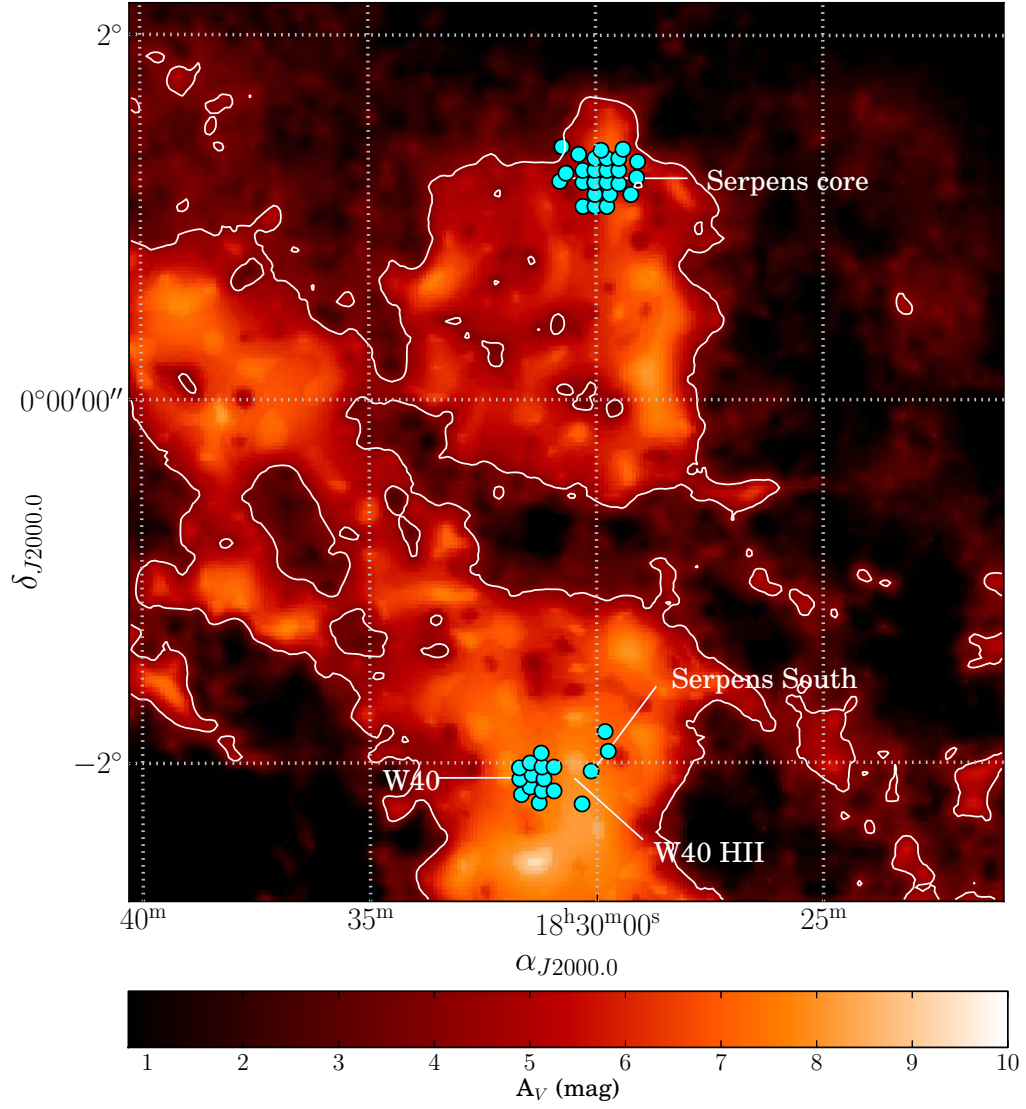 2°
Serpens core
0°00′00″
δJ2000.0
Serpens South
−2°
W40
W40 HII
40ᵐ 35ᵐ 18ʰ30ᵐ00ˢ 25ᵐ
αJ2000.0
1 2 3 4 5 6 7 8 9 10
A_V (mag)